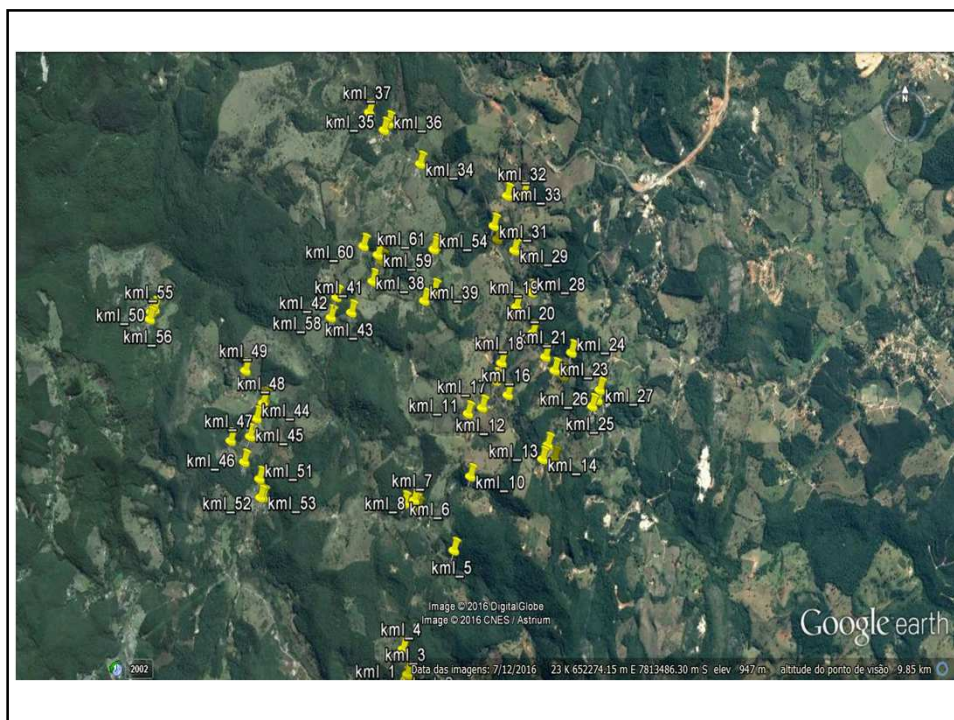 kml_37
kml_35
kml_36
kml_34
kml_32
kml_33
kml_31
kml_61
kml_54
kml_60
kml_59
kml_29
kml_41
kml_38
kml_39
kml_19
kml_28
kml_55
kml_42
kml_50
kml_58
kml_43
kml_20
kml_56
kml_18
kml_21
kml_24
kml_49
kml_23
kml_16
kml_48
kml_17
kml_26
kml_27
kml_11
kml_44
kml_47
kml_12
kml_25
kml_45
kml_13
kml_46
kml_14
kml_51
kml_10
kml_7
kml_52
kml_53
kml_8
kml_6
kml_5
Image © 2016 DigitalGlobe
Image © 2016 CNES / Astrium
Google earth
kml_4
kml_3
kml_1
2002
Data das imagens: 7/12/2016 23 K 652274.15 m E 7813486.30 m S elev 947 m altitude do ponto de visão 9.85 km
N